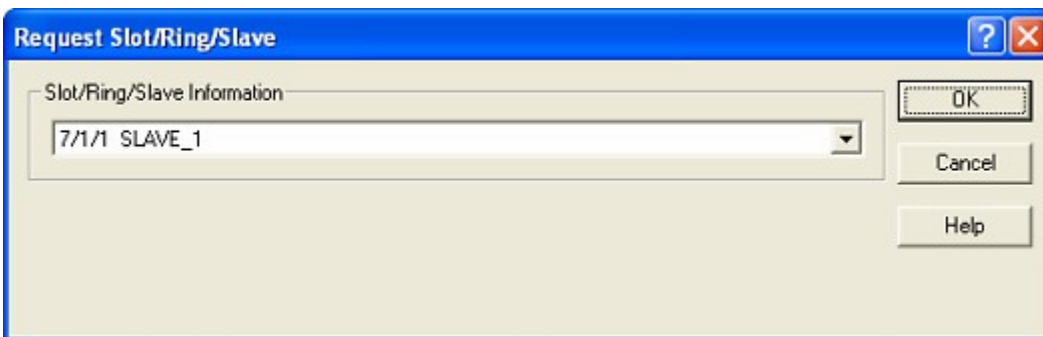 Request Slot/Ring/Slave
Slot/Ring/Slave Information
7/1/1 SLAVE_1
OK
Cancel
Help